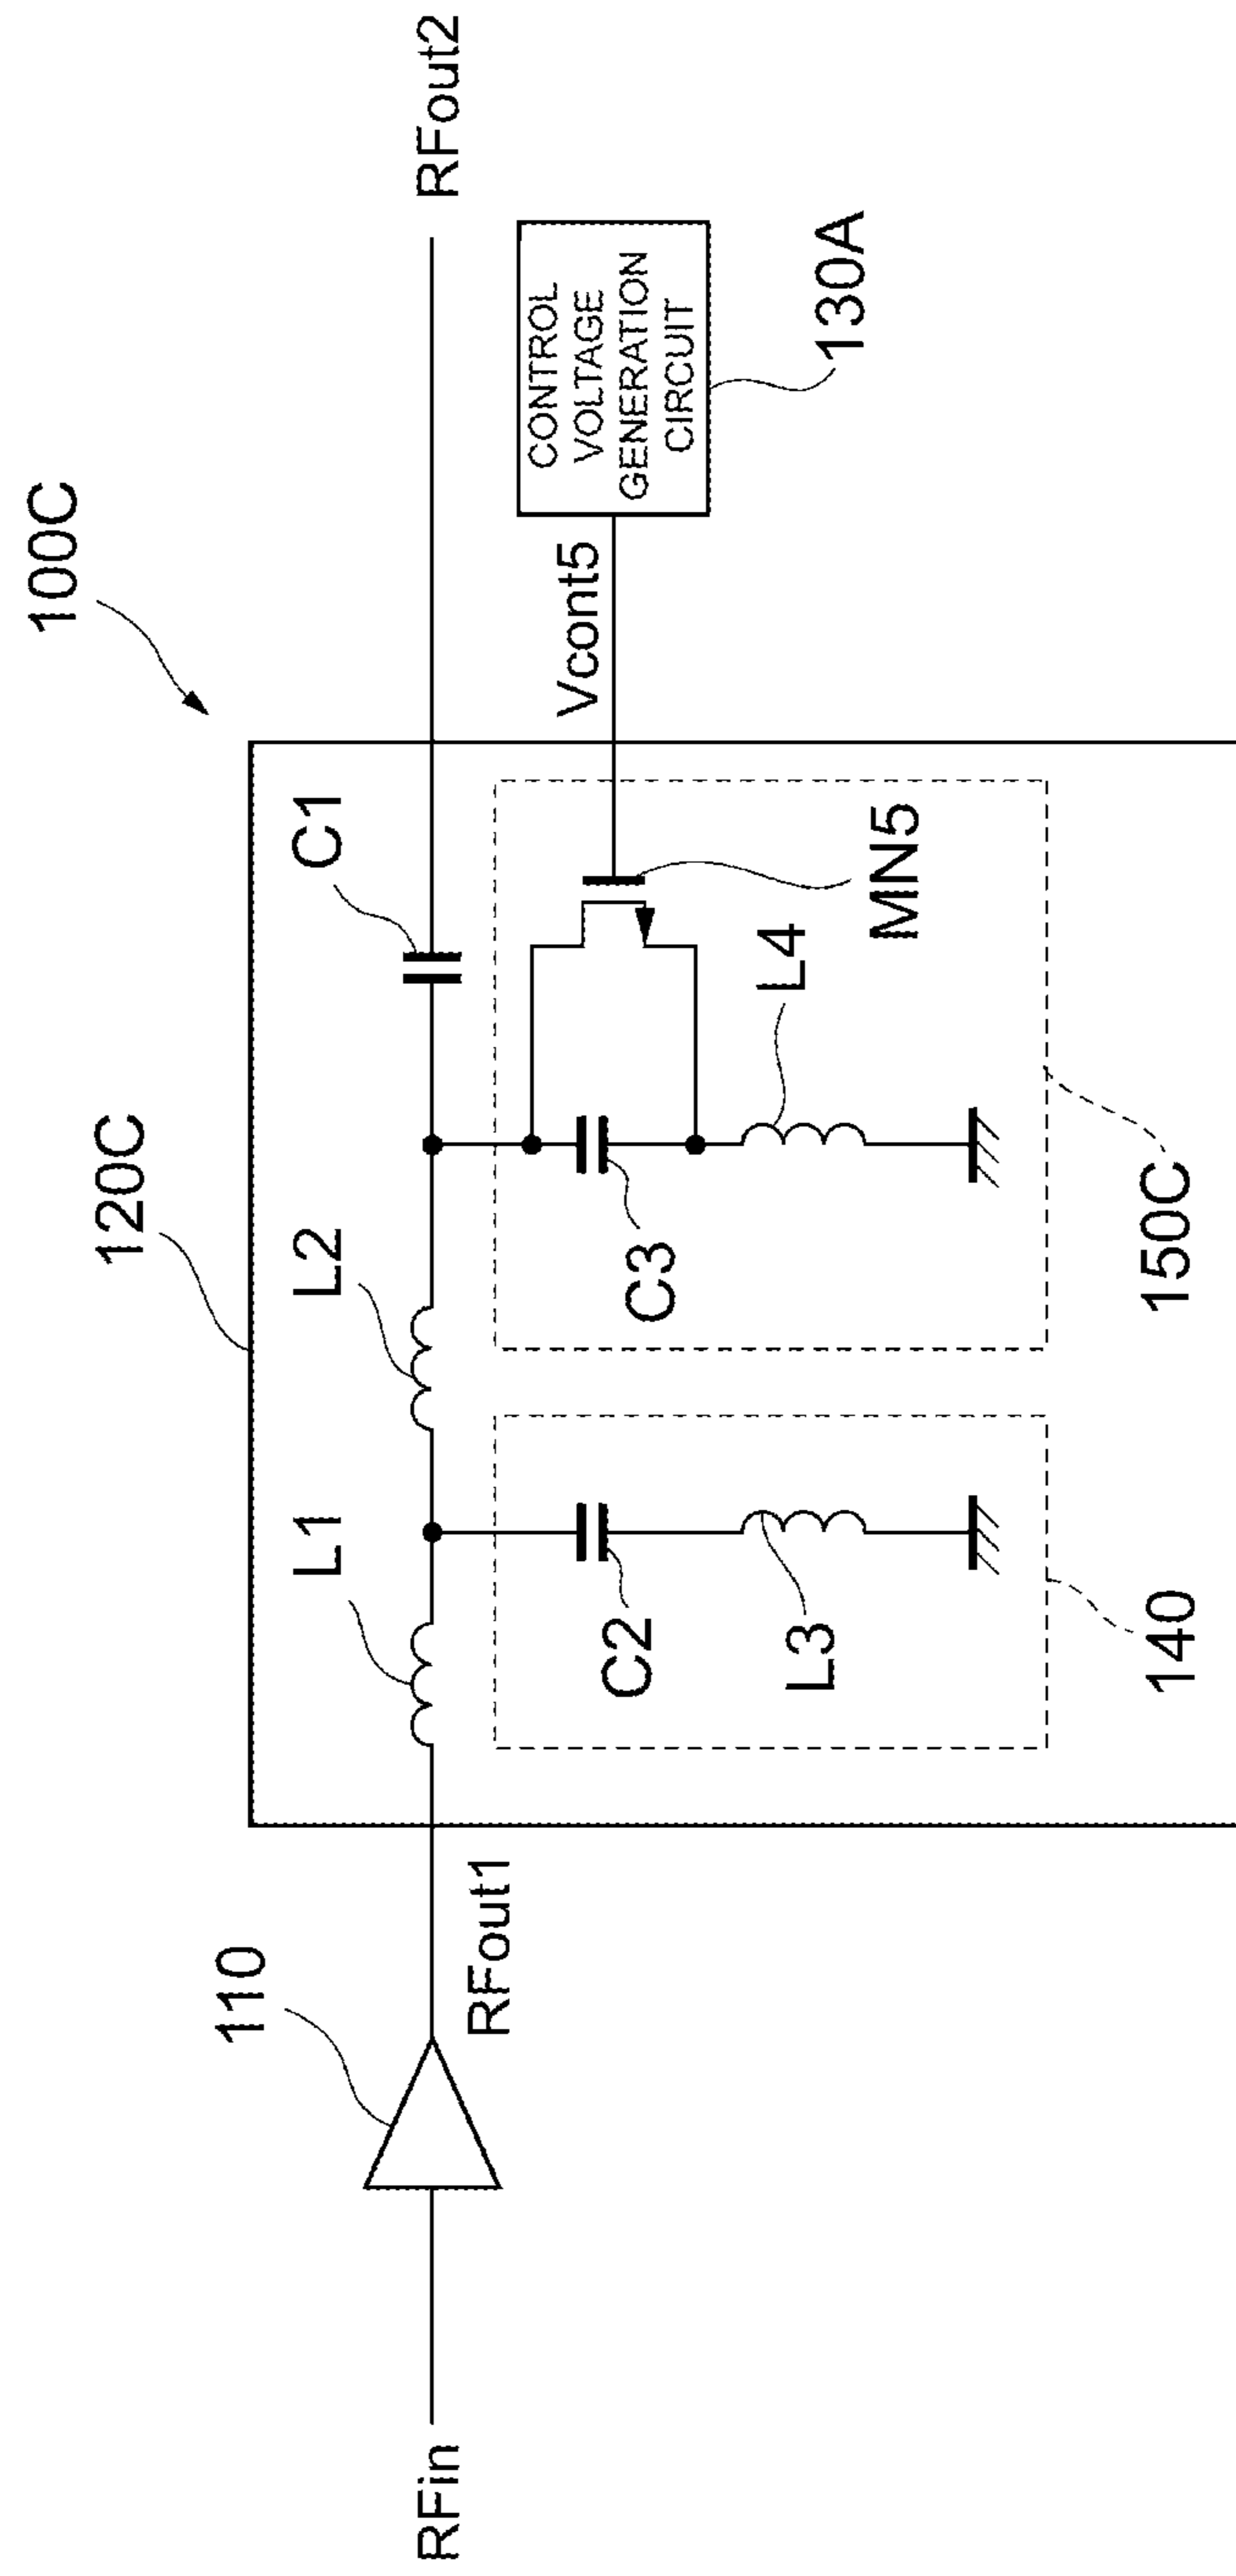 100C
120C
110
L1
L2
C1
RFin
RFout1
RFout2
Vcont5
CONTROL
VOLTAGE
GENERATION
CIRCUIT
130A
C2
L3
C3
L4
MN5
140
150C